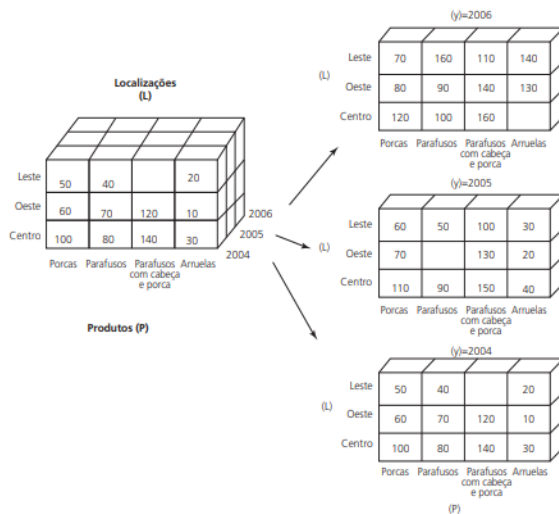 Localizações
(L)
Leste 50 40 20
Oeste 60 70 120 10
Centro 100 80 140 30
2006
2005
2004
Porcas Parafusos Parafusos com cabeça e porca Arruelas
Produtos (P)
(y)=2006
(L)
Leste 70 160 110 140
Oeste 80 90 140 130
Centro 120 100 160
Porcas Parafusos Parafusos com cabeça e porca Arruelas
(y)=2005
(L)
Leste 60 50 100 30
Oeste 70 130 20
Centro 110 90 150 40
Porcas Parafusos Parafusos com cabeça e porca Arruelas
(y)=2004
(L)
Leste 50 40 20
Oeste 60 70 120 10
Centro 100 80 140 30
Porcas Parafusos Parafusos com cabeça e porca Arruelas
(P)